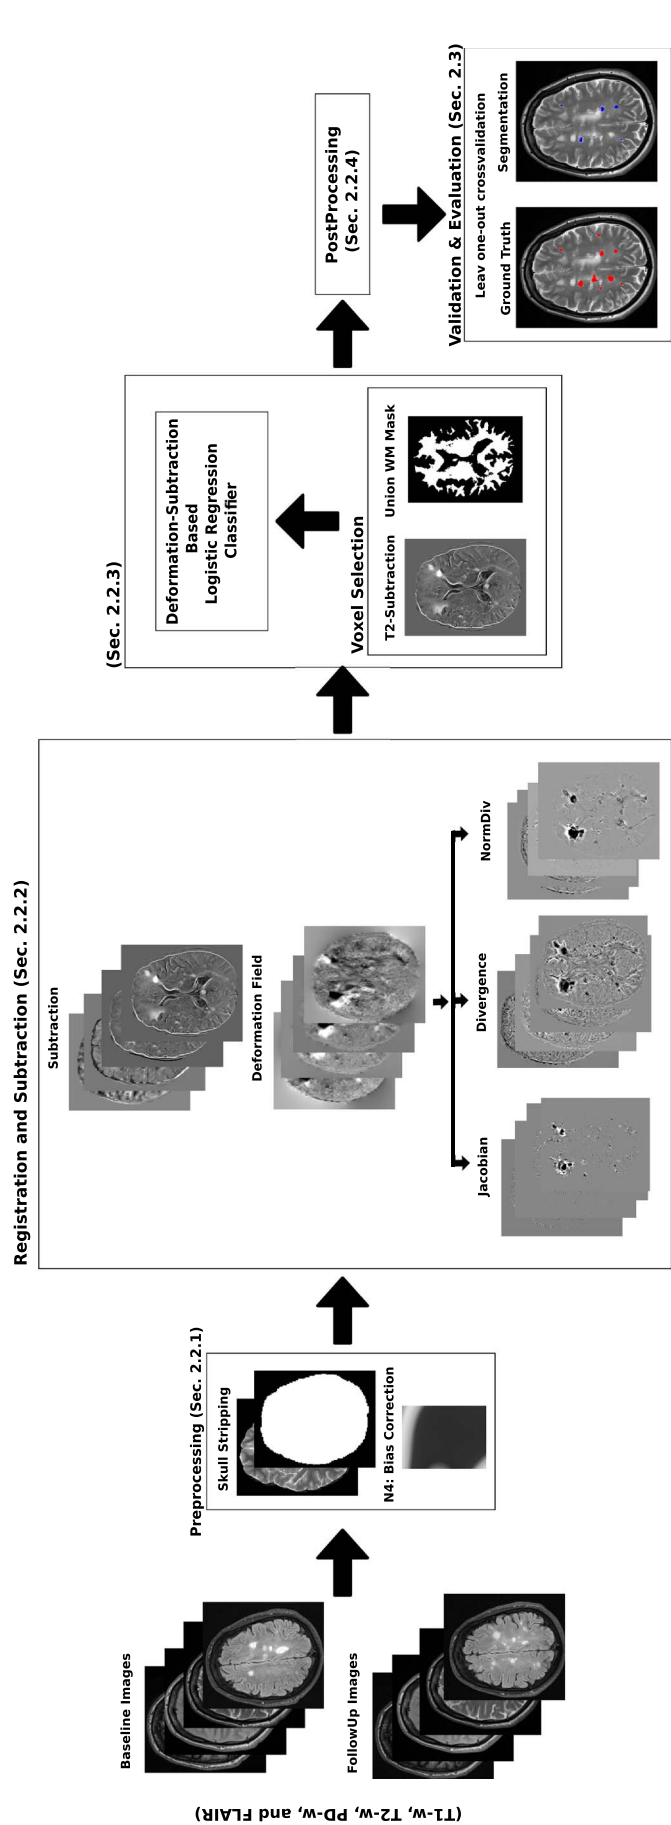 (T1-w, T2-w, PD-w, and FLAIR)
Baseline Images
FollowUp Images
Preprocessing (Sec. 2.2.1)
Skull Stripping
N4: Bias Correction
Registration and Subtraction (Sec. 2.2.2)
Subtraction
Deformation Field
Jacobian
Divergence
NormDiv
(Sec. 2.2.3)
Deformation-Subtraction
Based
Logistic Regression
Classifier
Voxel Selection
T2-Subtraction
Union WM Mask
PostProcessing
(Sec. 2.2.4)
Validation & Evaluation (Sec. 2.3)
Leav one-out crossvalidation
Ground Truth
Segmentation